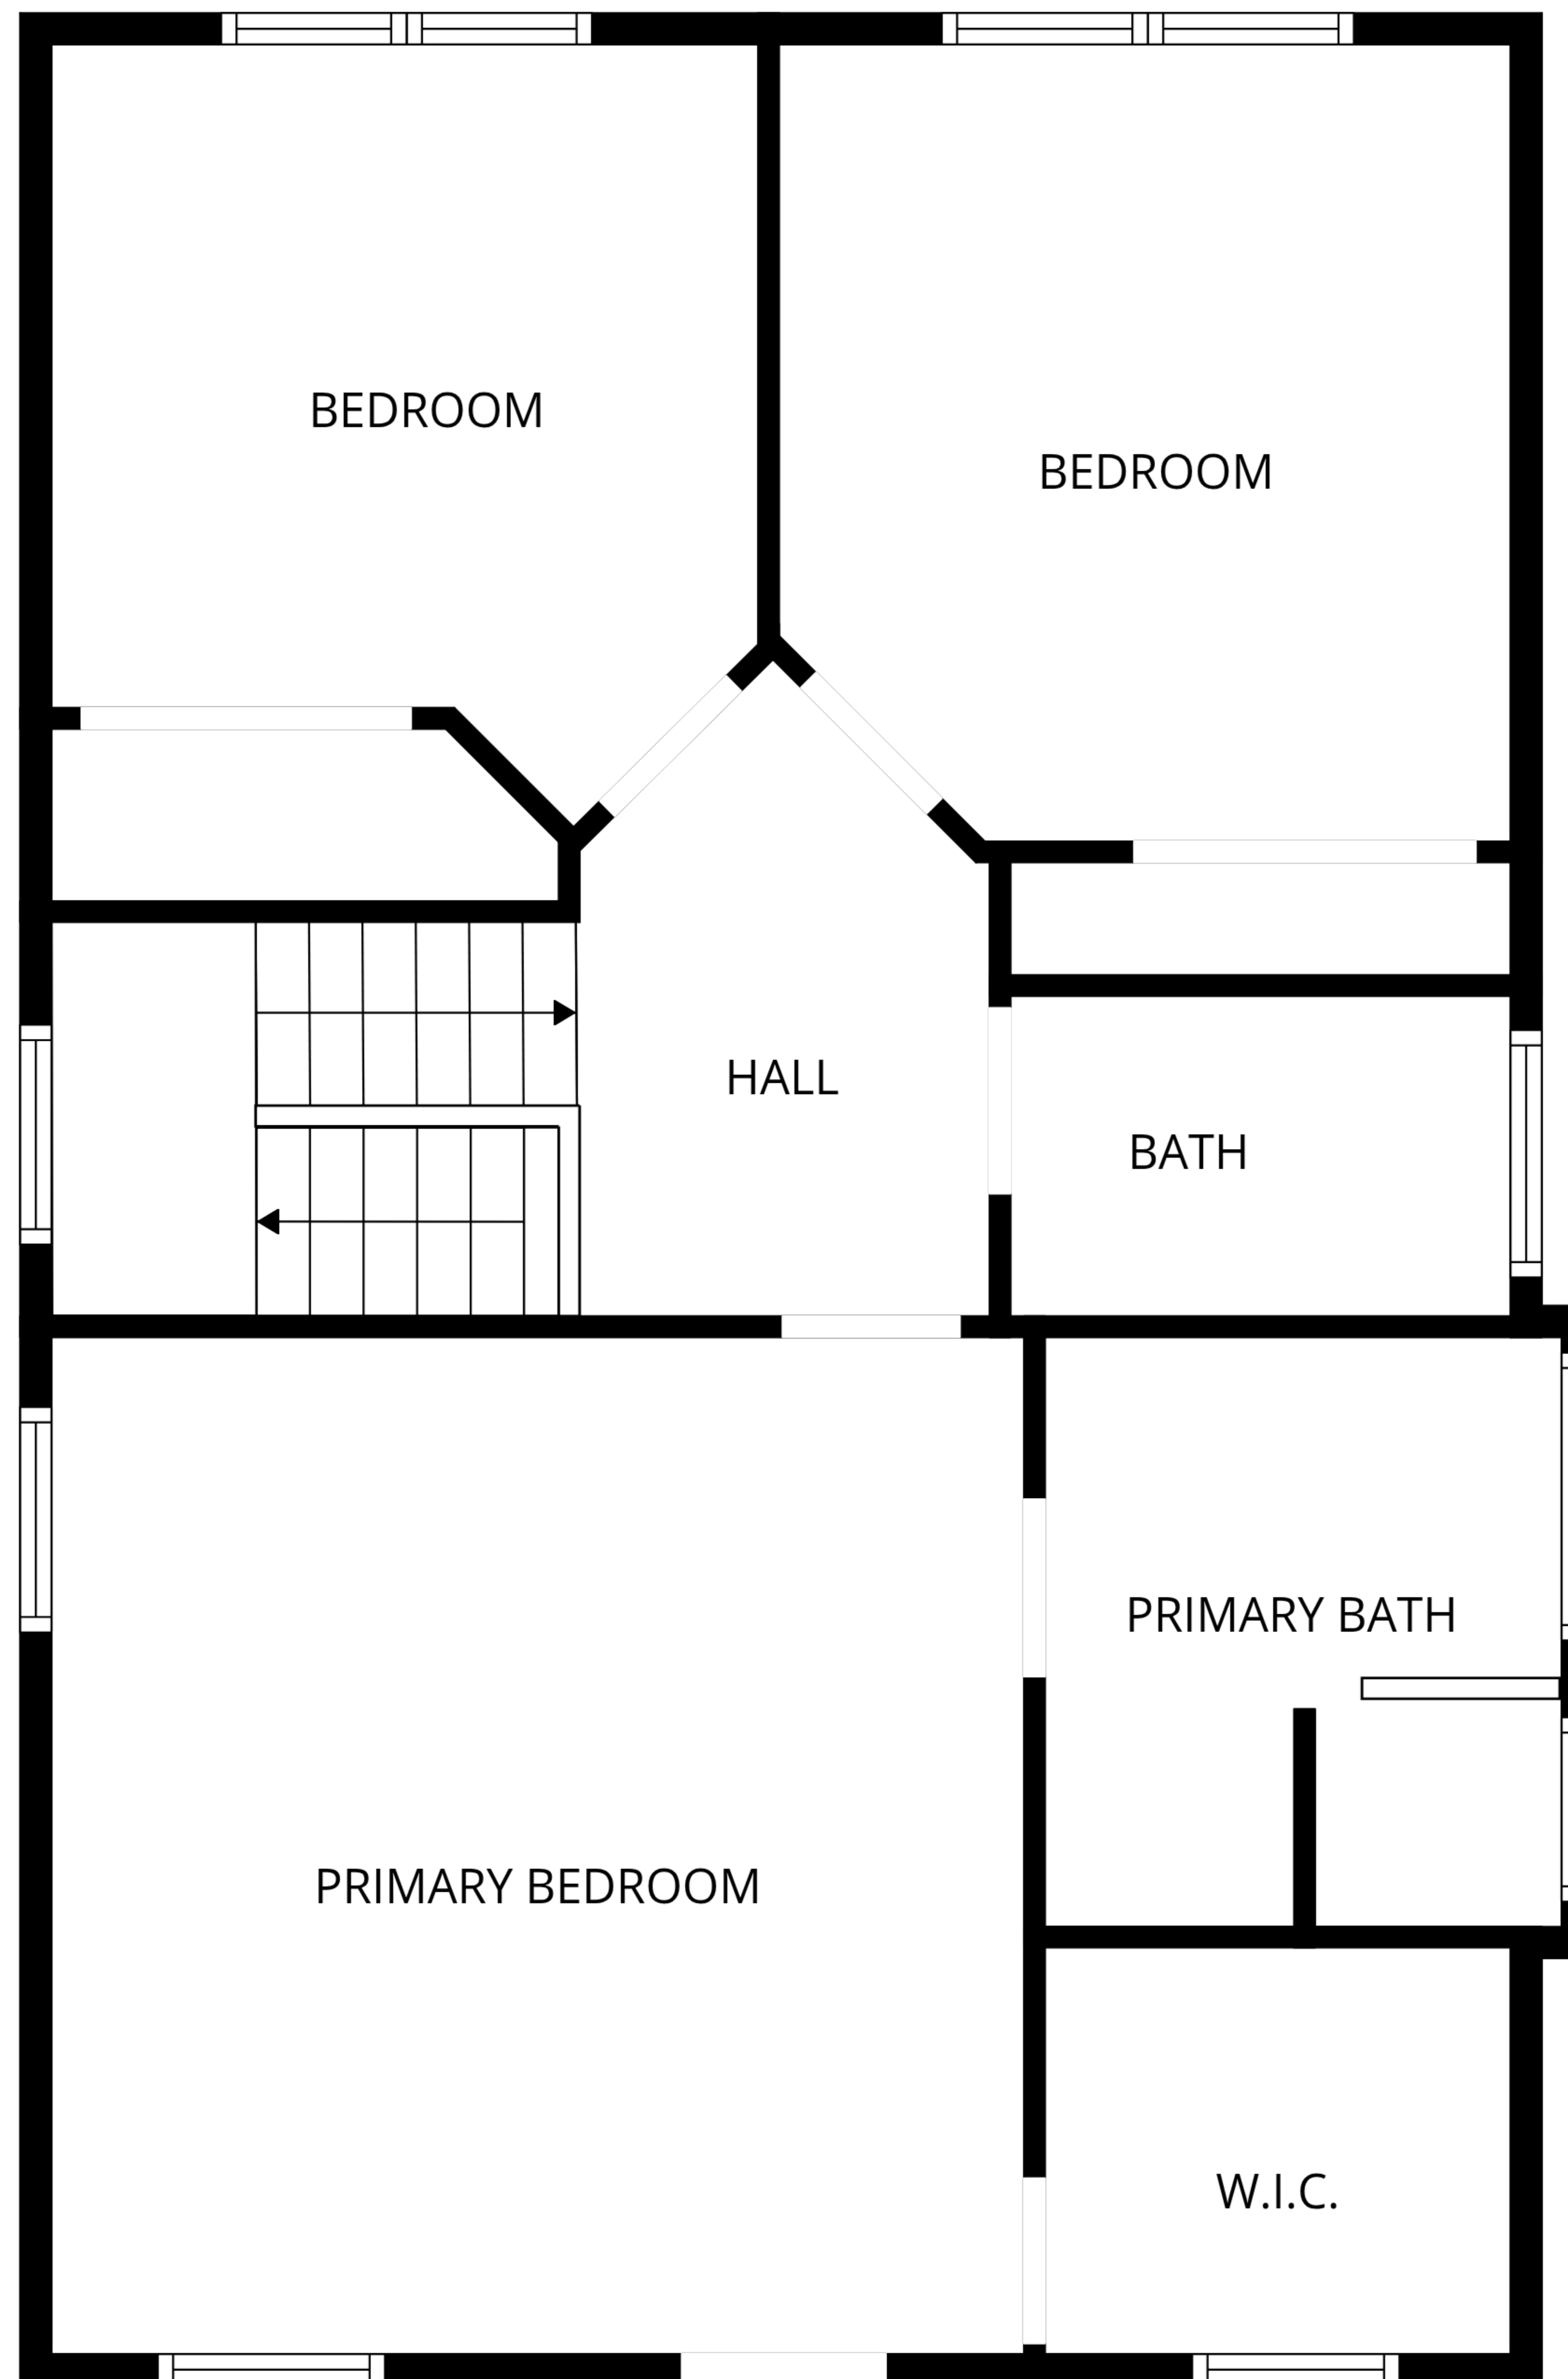 BEDROOM
BEDROOM
HALL
BATH
PRIMARY BATH
PRIMARY BEDROOM
W.I.C.